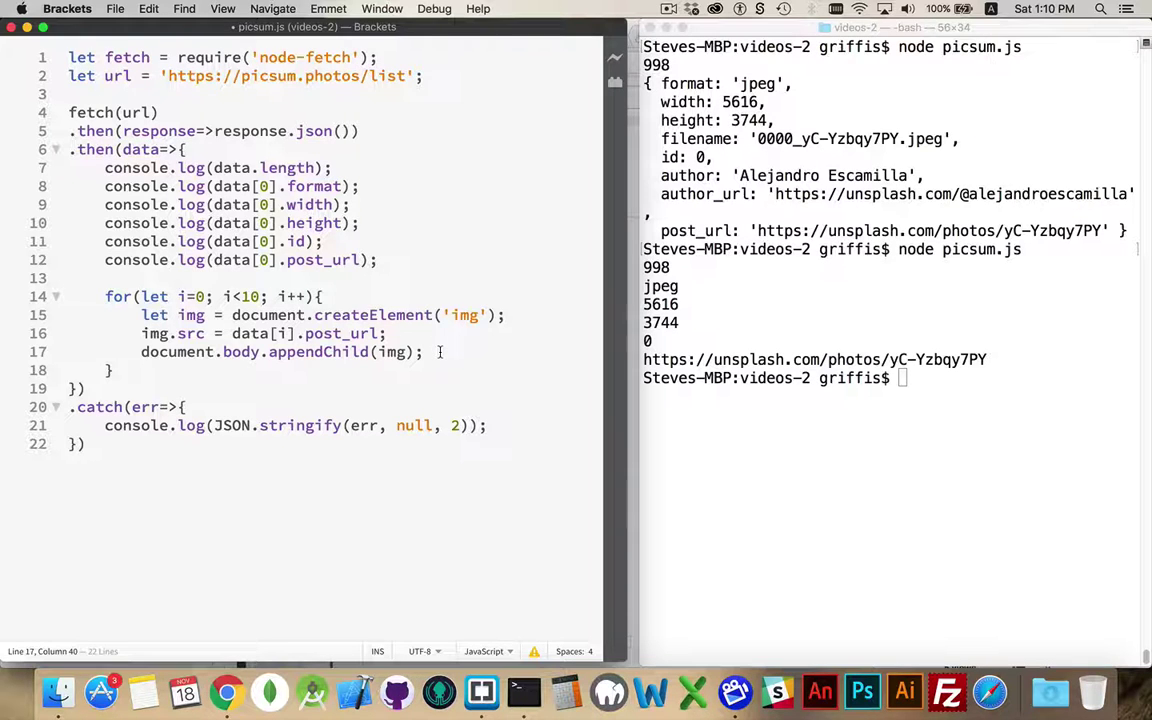 Brackets File Edit Find View Navigate Emmet Window Debug Help 100% A Sat 1:10 PM
• picsum.js (videos-2) — Brackets
1 let fetch = require('node-fetch');
2 let url = 'https://picsum.photos/list';
3
4 fetch(url)
5 .then(response=>response.json())
6 .then(data=>{
7 console.log(data.length);
8 console.log(data[0].format);
9 console.log(data[0].width);
10 console.log(data[0].height);
11 console.log(data[0].id);
12 console.log(data[0].post_url);
13
14 for(let i=0; i<10; i++){
15 let img = document.createElement('img');
16 img.src = data[i].post_url;
17 document.body.appendChild(img);
18 }
19 })
20 .catch(err=>{
21 console.log(JSON.stringify(err, null, 2));
22 })
Line 17, Column 40 — 22 Lines INS UTF-8 JavaScript Spaces: 4
videos-2 — -bash — 56×34
Steves-MBP:videos-2 griffis$ node picsum.js
998
{ format: 'jpeg',
width: 5616,
height: 3744,
filename: '0000_yC-Yzbqy7PY.jpeg',
id: 0,
author: 'Alejandro Escamilla',
author_url: 'https://unsplash.com/@alejandroescamilla'
,
post_url: 'https://unsplash.com/photos/yC-Yzbqy7PY' }
Steves-MBP:videos-2 griffis$ node picsum.js
998
jpeg
5616
3744
0
https://unsplash.com/photos/yC-Yzbqy7PY
Steves-MBP:videos-2 griffis$
3
NOV
18
W
X
S
An
Ps
Ai
Fz